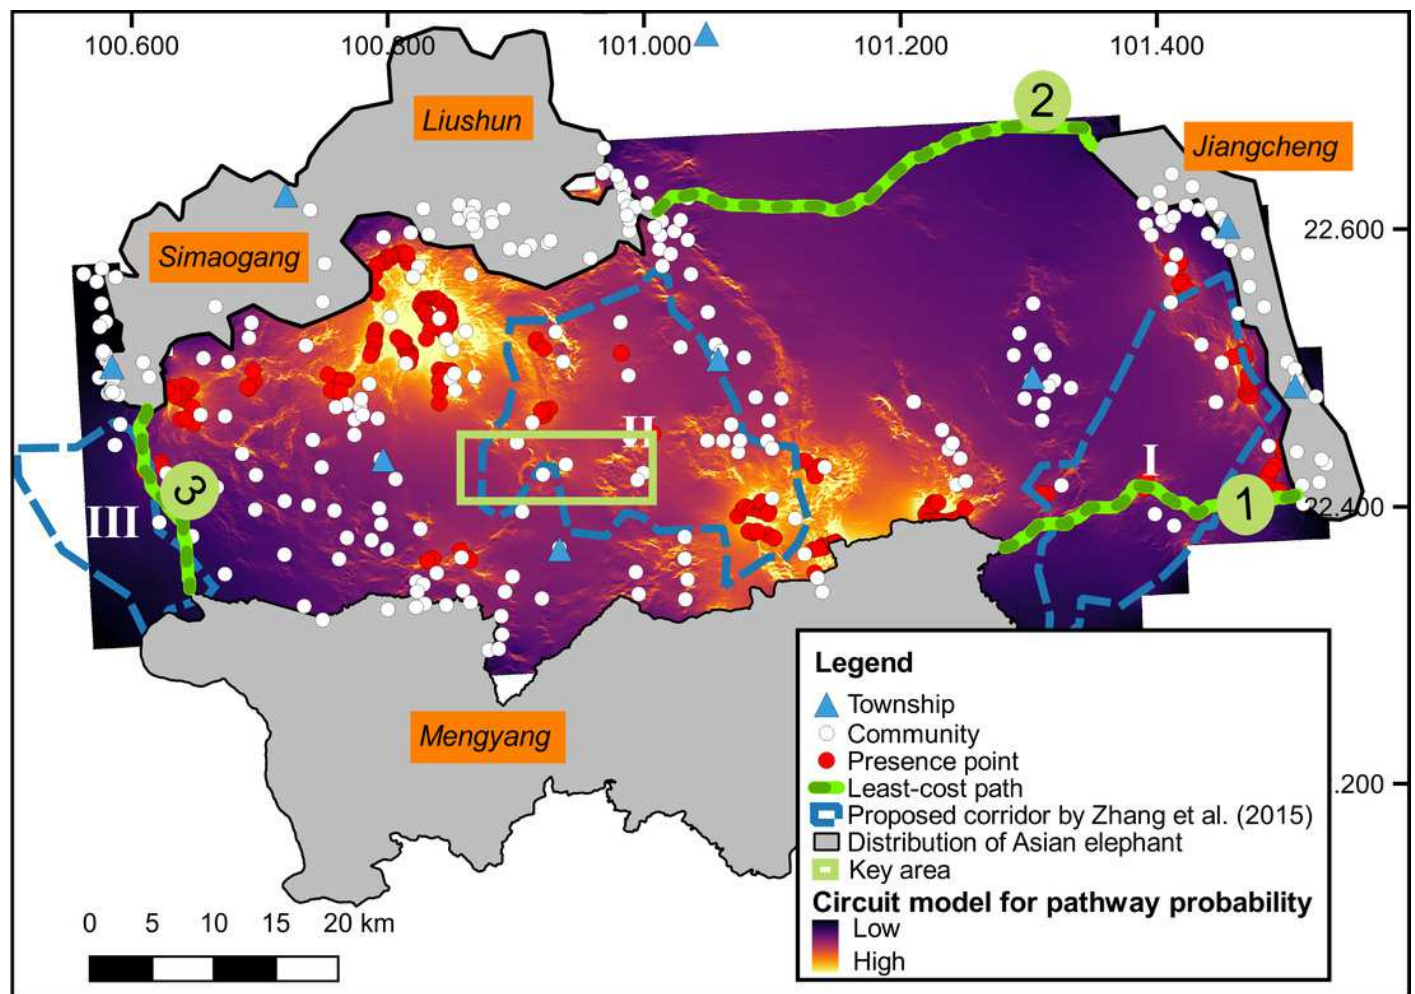 100.600 100.800 101.000 101.200 101.400
2
Liushun
Jiangcheng
22.600
Simaogang
II
I
3
1
22.400
III
Legend
Township
Mengyang
Community
Presence point
.200
Least-cost path
Proposed corridor by Zhang et al. (2015)
Distribution of Asian elephant
Key area
Circuit model for pathway probability
0 5 10 15 20 km
Low
High